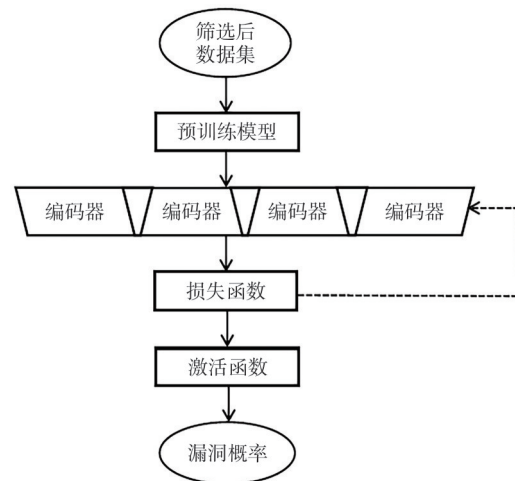 筛选后
数据集
预训练模型
编码器
编码器
编码器
编码器
损失函数
激活函数
漏洞概率